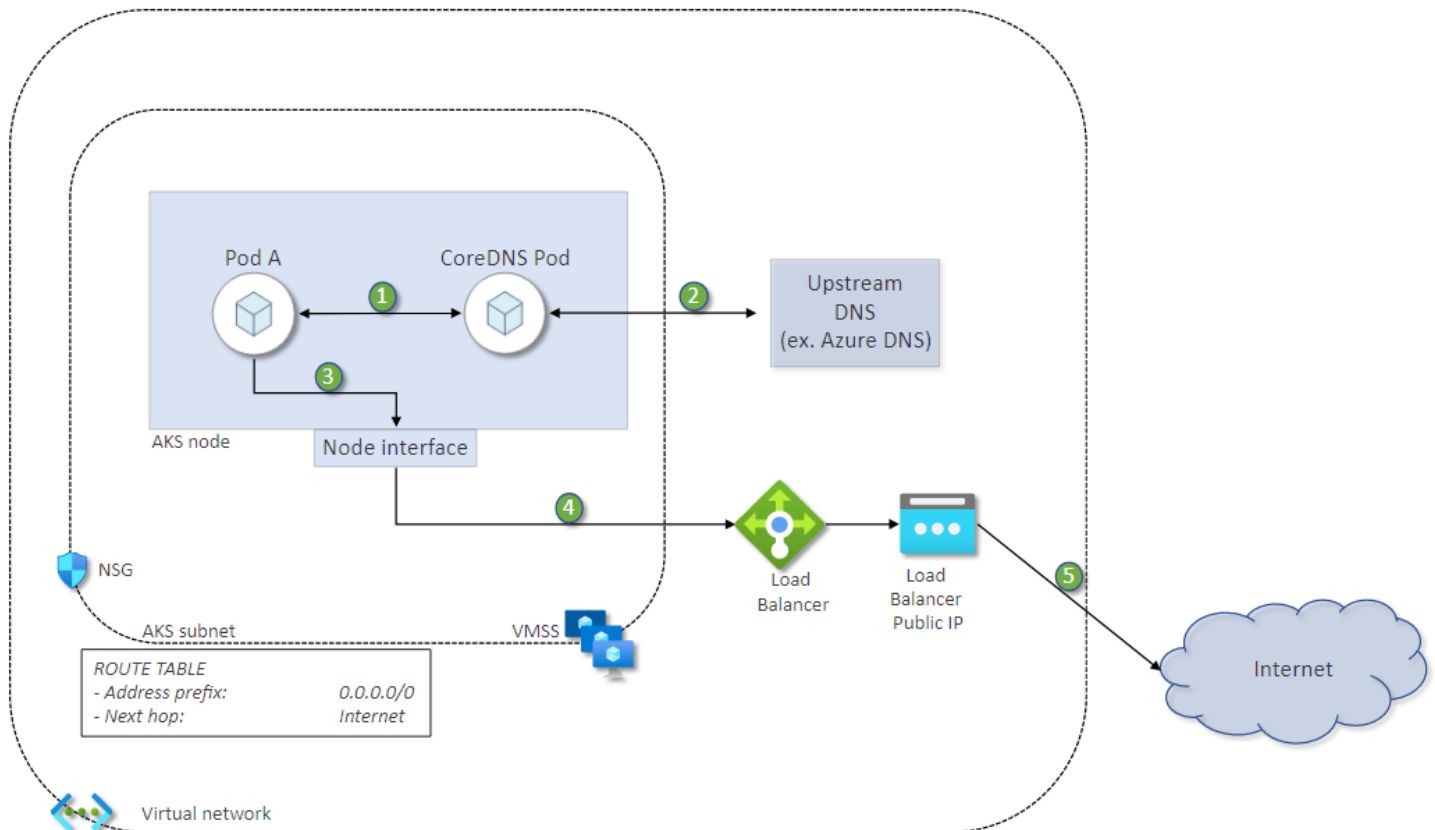 Pod A
CoreDNS Pod
1
2
Upstream
DNS
(ex. Azure DNS)
3
AKS node
Node interface
4
Load
Balancer
Load
Balancer
Public IP
5
Internet
NSG
AKS subnet
VMSS
ROUTE TABLE
- Address prefix: 0.0.0.0/0
- Next hop: Internet
Virtual network